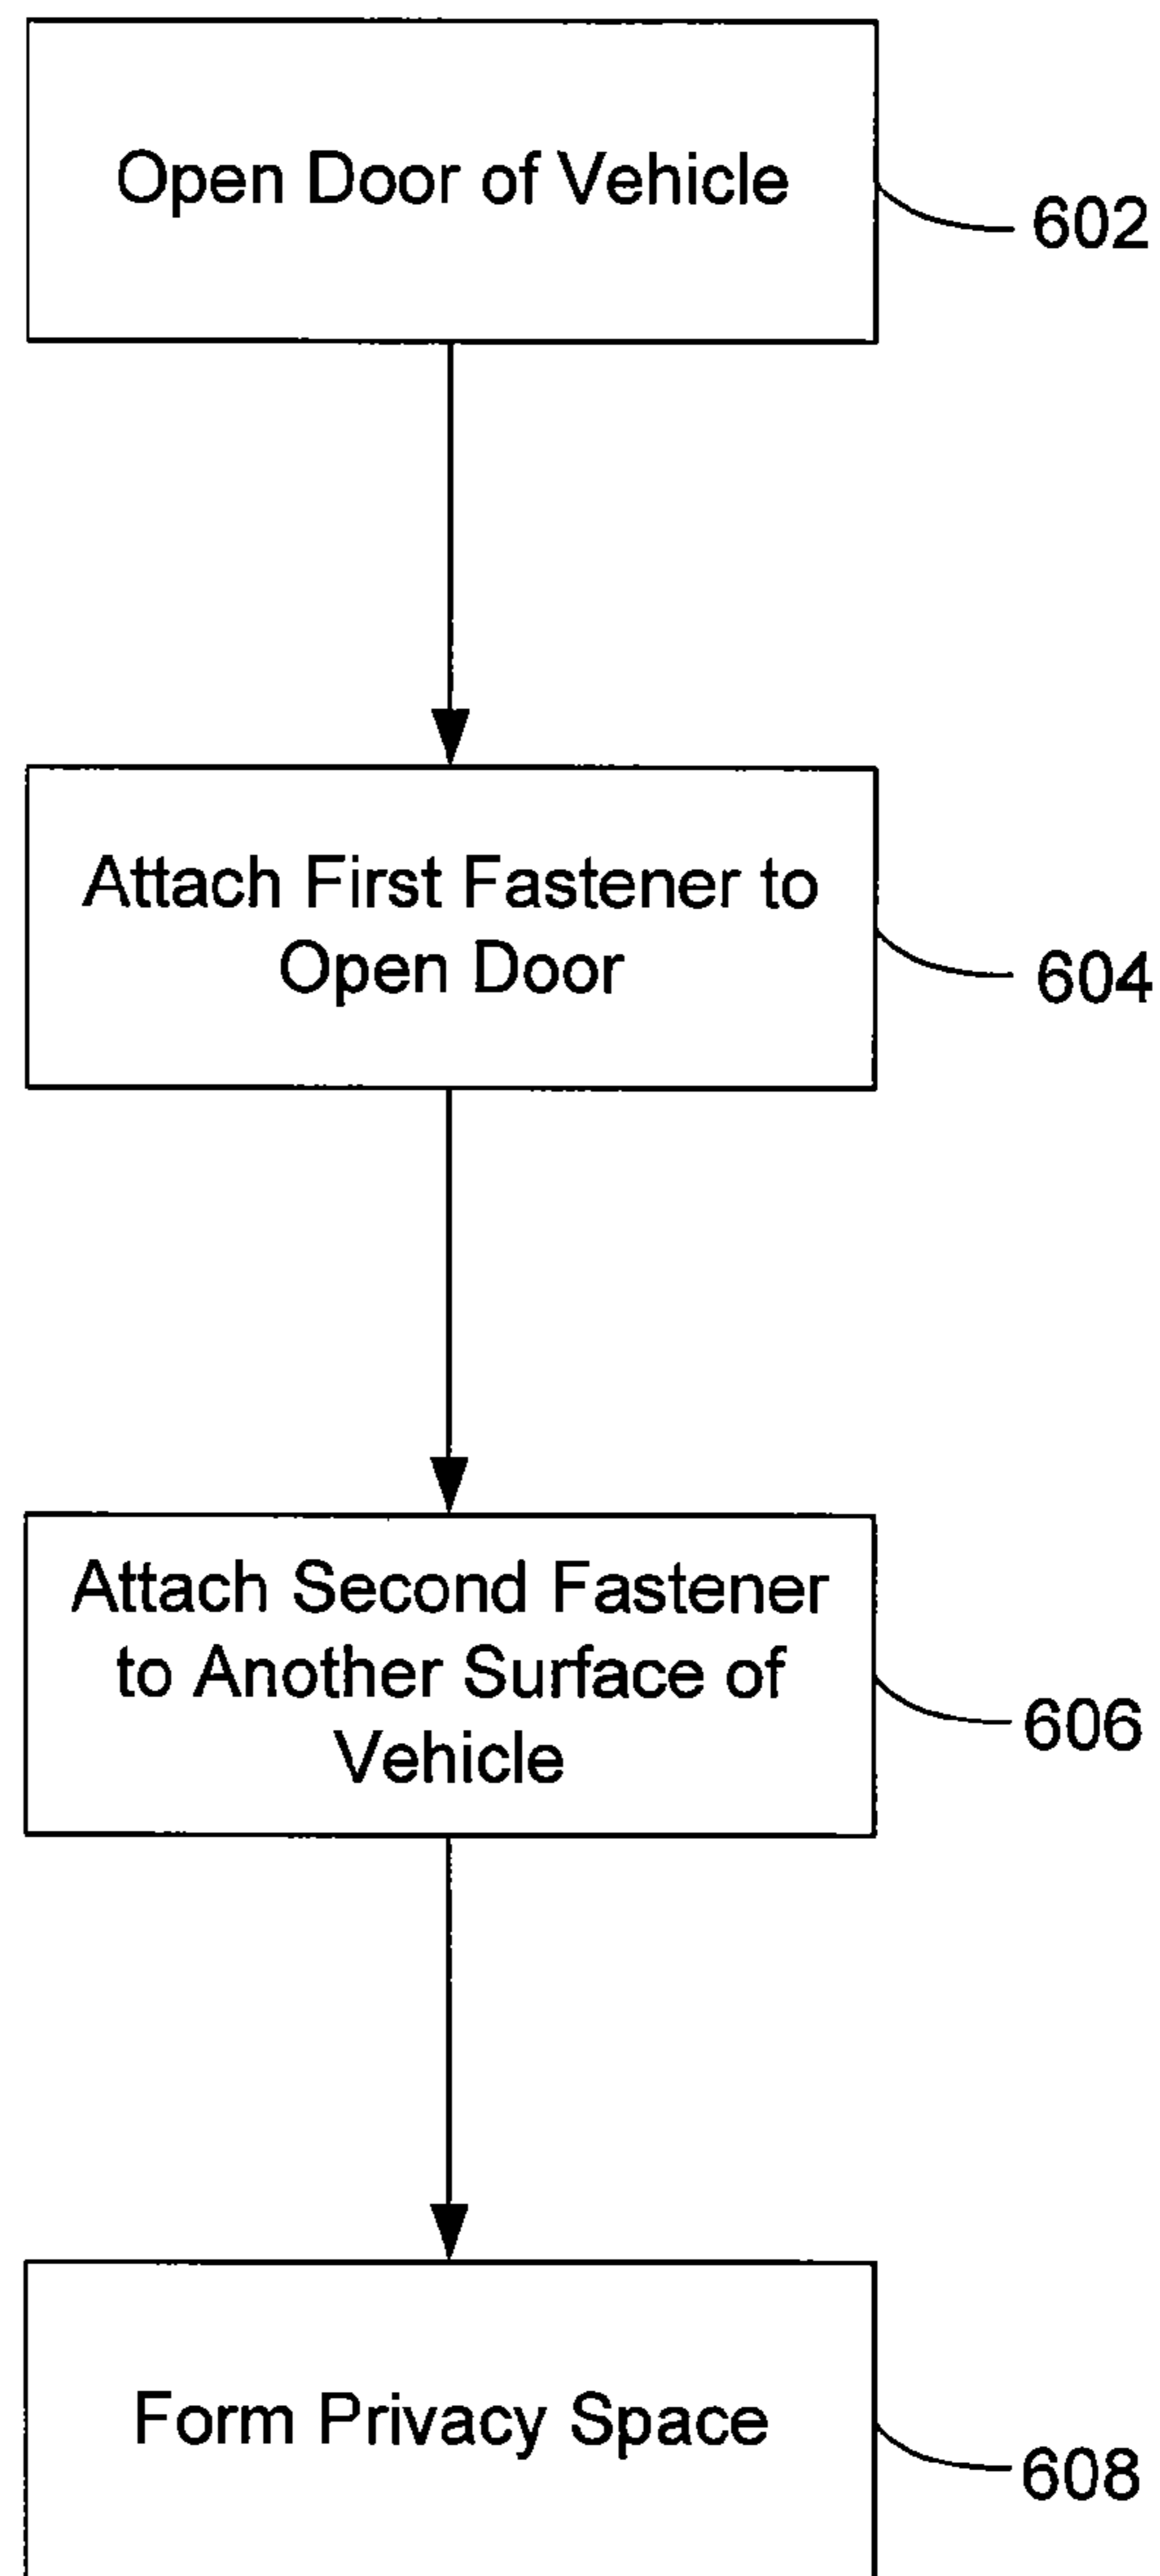 Open Door of Vehicle
602
Attach First Fastener to
Open Door
604
Attach Second Fastener
to Another Surface of
Vehicle
606
Form Privacy Space
608